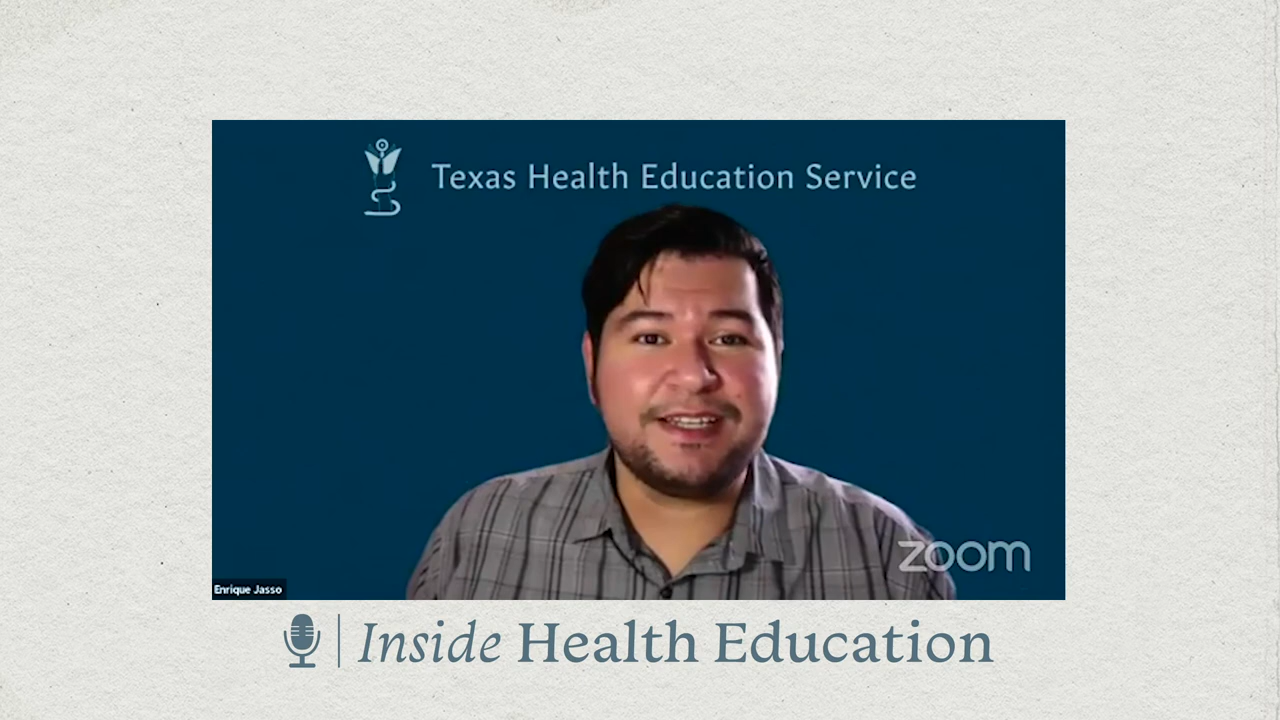 Texas Health Education Service
zoom
Enrique Jasso
Inside Health Education